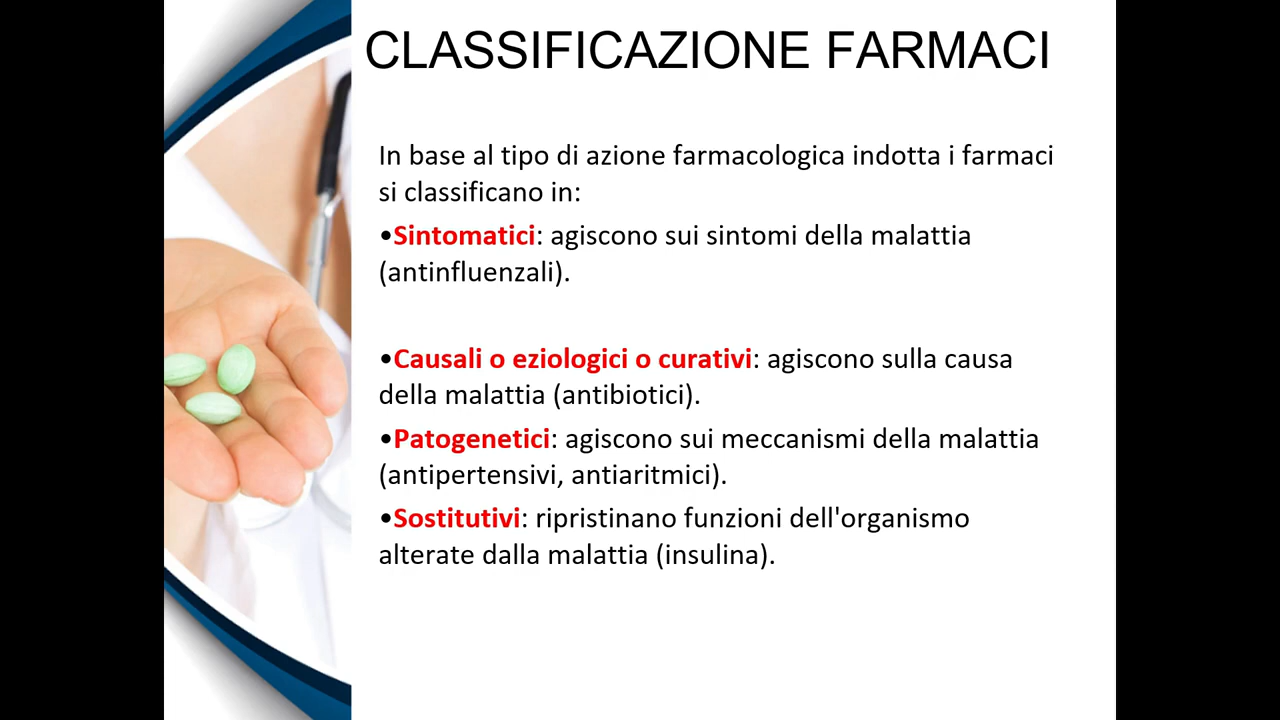 CLASSIFICAZIONE FARMACI
In base al tipo di azione farmacologica indotta i farmaci
si classificano in:
•Sintomatici: agiscono sui sintomi della malattia
(antinfluenzali).
•Causali o eziologici o curativi: agiscono sulla causa
della malattia (antibiotici).
•Patogenetici: agiscono sui meccanismi della malattia
(antipertensivi, antiaritmici).
•Sostitutivi: ripristinano funzioni dell'organismo
alterate dalla malattia (insulina).